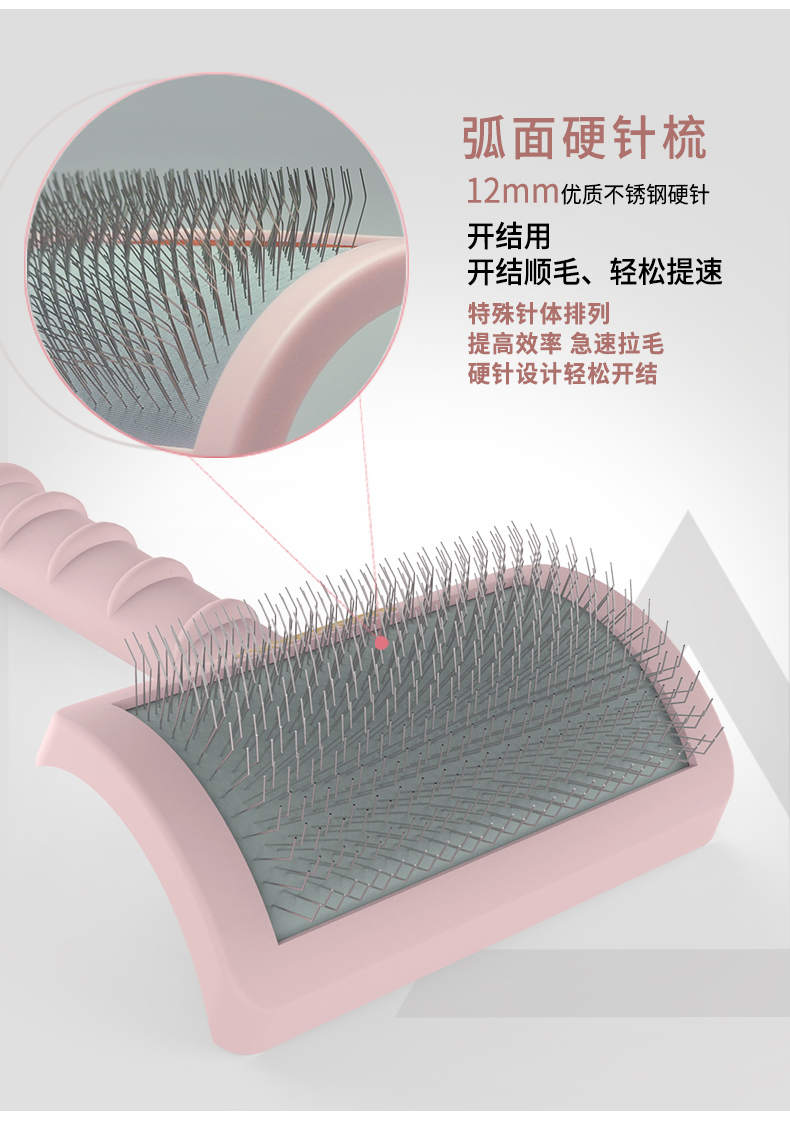 弧面硬针梳
12mm优质不锈钢硬针
开结用
开结顺毛、轻松提速
特殊针体排列
提高效率 急速拉毛
硬针设计轻松开结